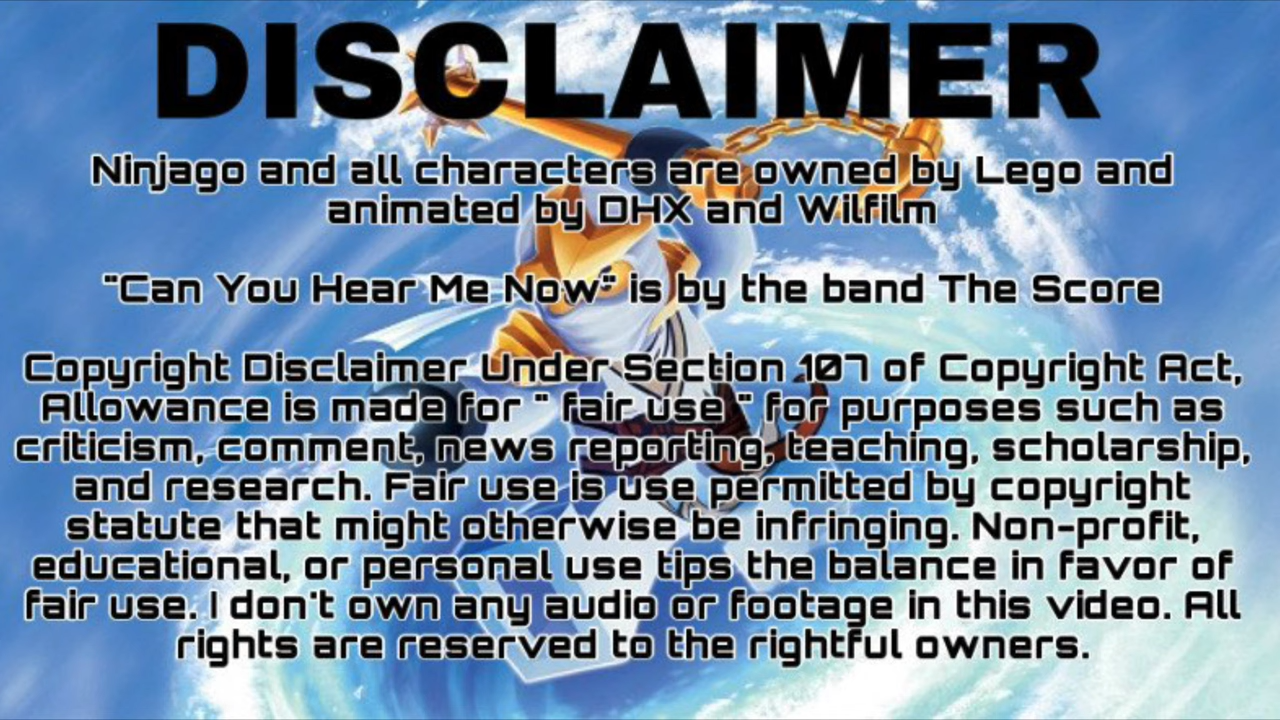 DISCLAIMER
Ninjago and all characters are owned by Lego and
animated by DHX and Wilfilm
"Can You Hear Me Now" is by the band The Score
Copyright Disclaimer Under Section 107 of Copyright Act,
Allowance is made for " fair use " for purposes such as
criticism, comment, news reporting, teaching, scholarship,
and research. Fair use is use permitted by copyright
statute that might otherwise be infringing. Non-profit,
educational, or personal use tips the balance in favor of
fair use. I don't own any audio or footage in this video. All
rights are reserved to the rightful owners.